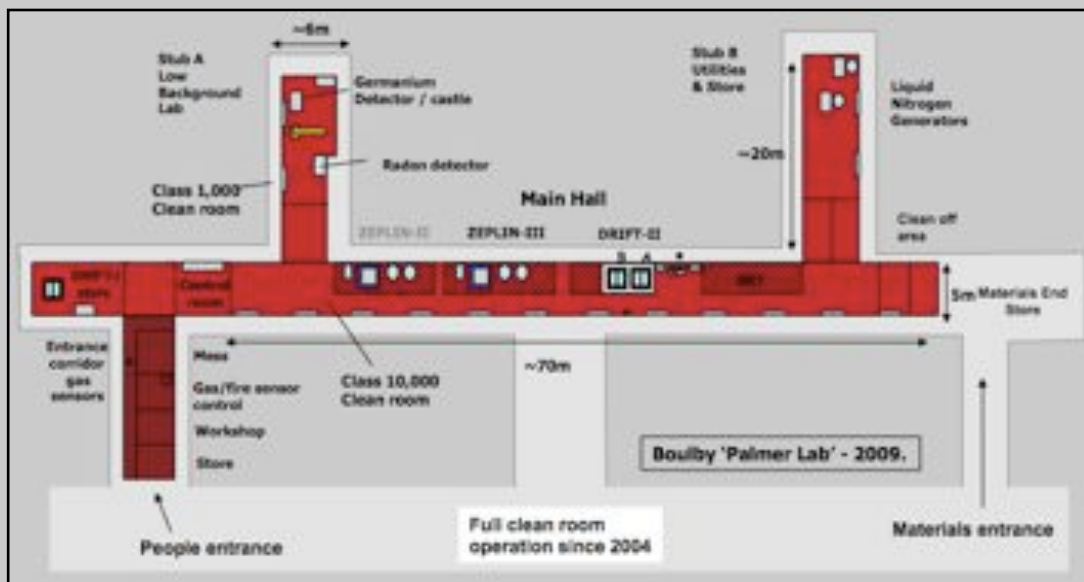 ~6m
Stub A
Low
Background
Lab
Germanium
Detector / castle
Radon detector
Class 1,000
Clean room
Stub B
Utilities
& Store
Liquid
Nitrogen
Generators
~20m
Main Hall
Clean off
area
ZEPLIN-II
ZEPLIN-III
DRIFT-II
B A
DRIFT-I
Control
room
5m
Materials End
Store
Entrance
corridor
gas
sensors
Mess
Gas/fire sensor
control
Workshop
Store
Class 10,000
Clean room
~70m
Boulby 'Palmer Lab' - 2009.
People entrance
Full clean room
operation since 2004
Materials entrance